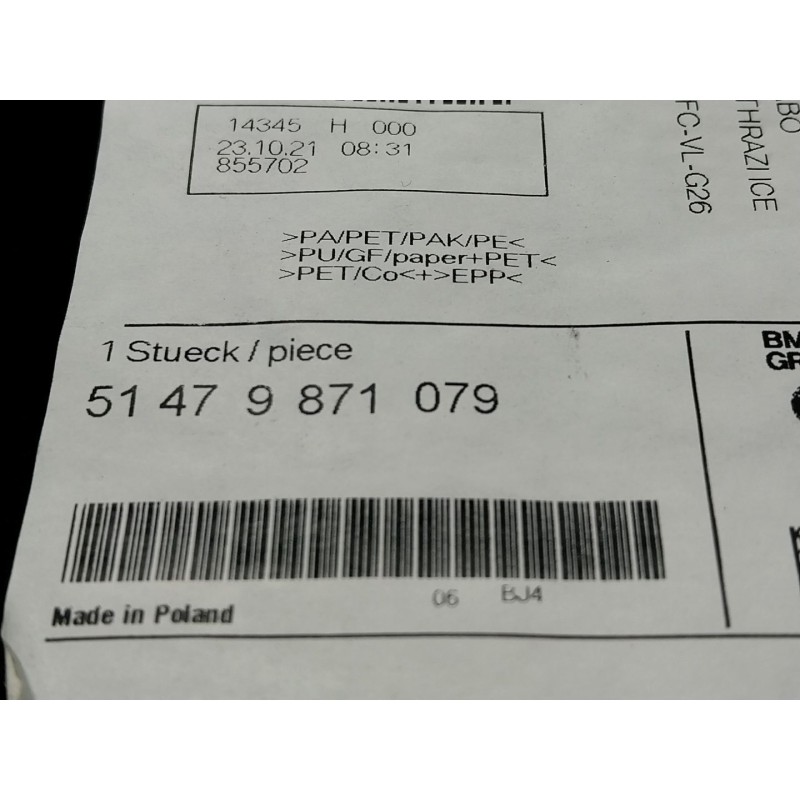 14345 H 000
23.10.21 08:31
855702
>PA/PET/PAK/PE<
>PU/GF/paper+PET<
>PET/Co<+>EPP<
1 Stueck / piece
51 47 9 871 079
06 BJ4
Made in Poland
BM
GR
BO
THRAZI ICE
FC-VL-G26